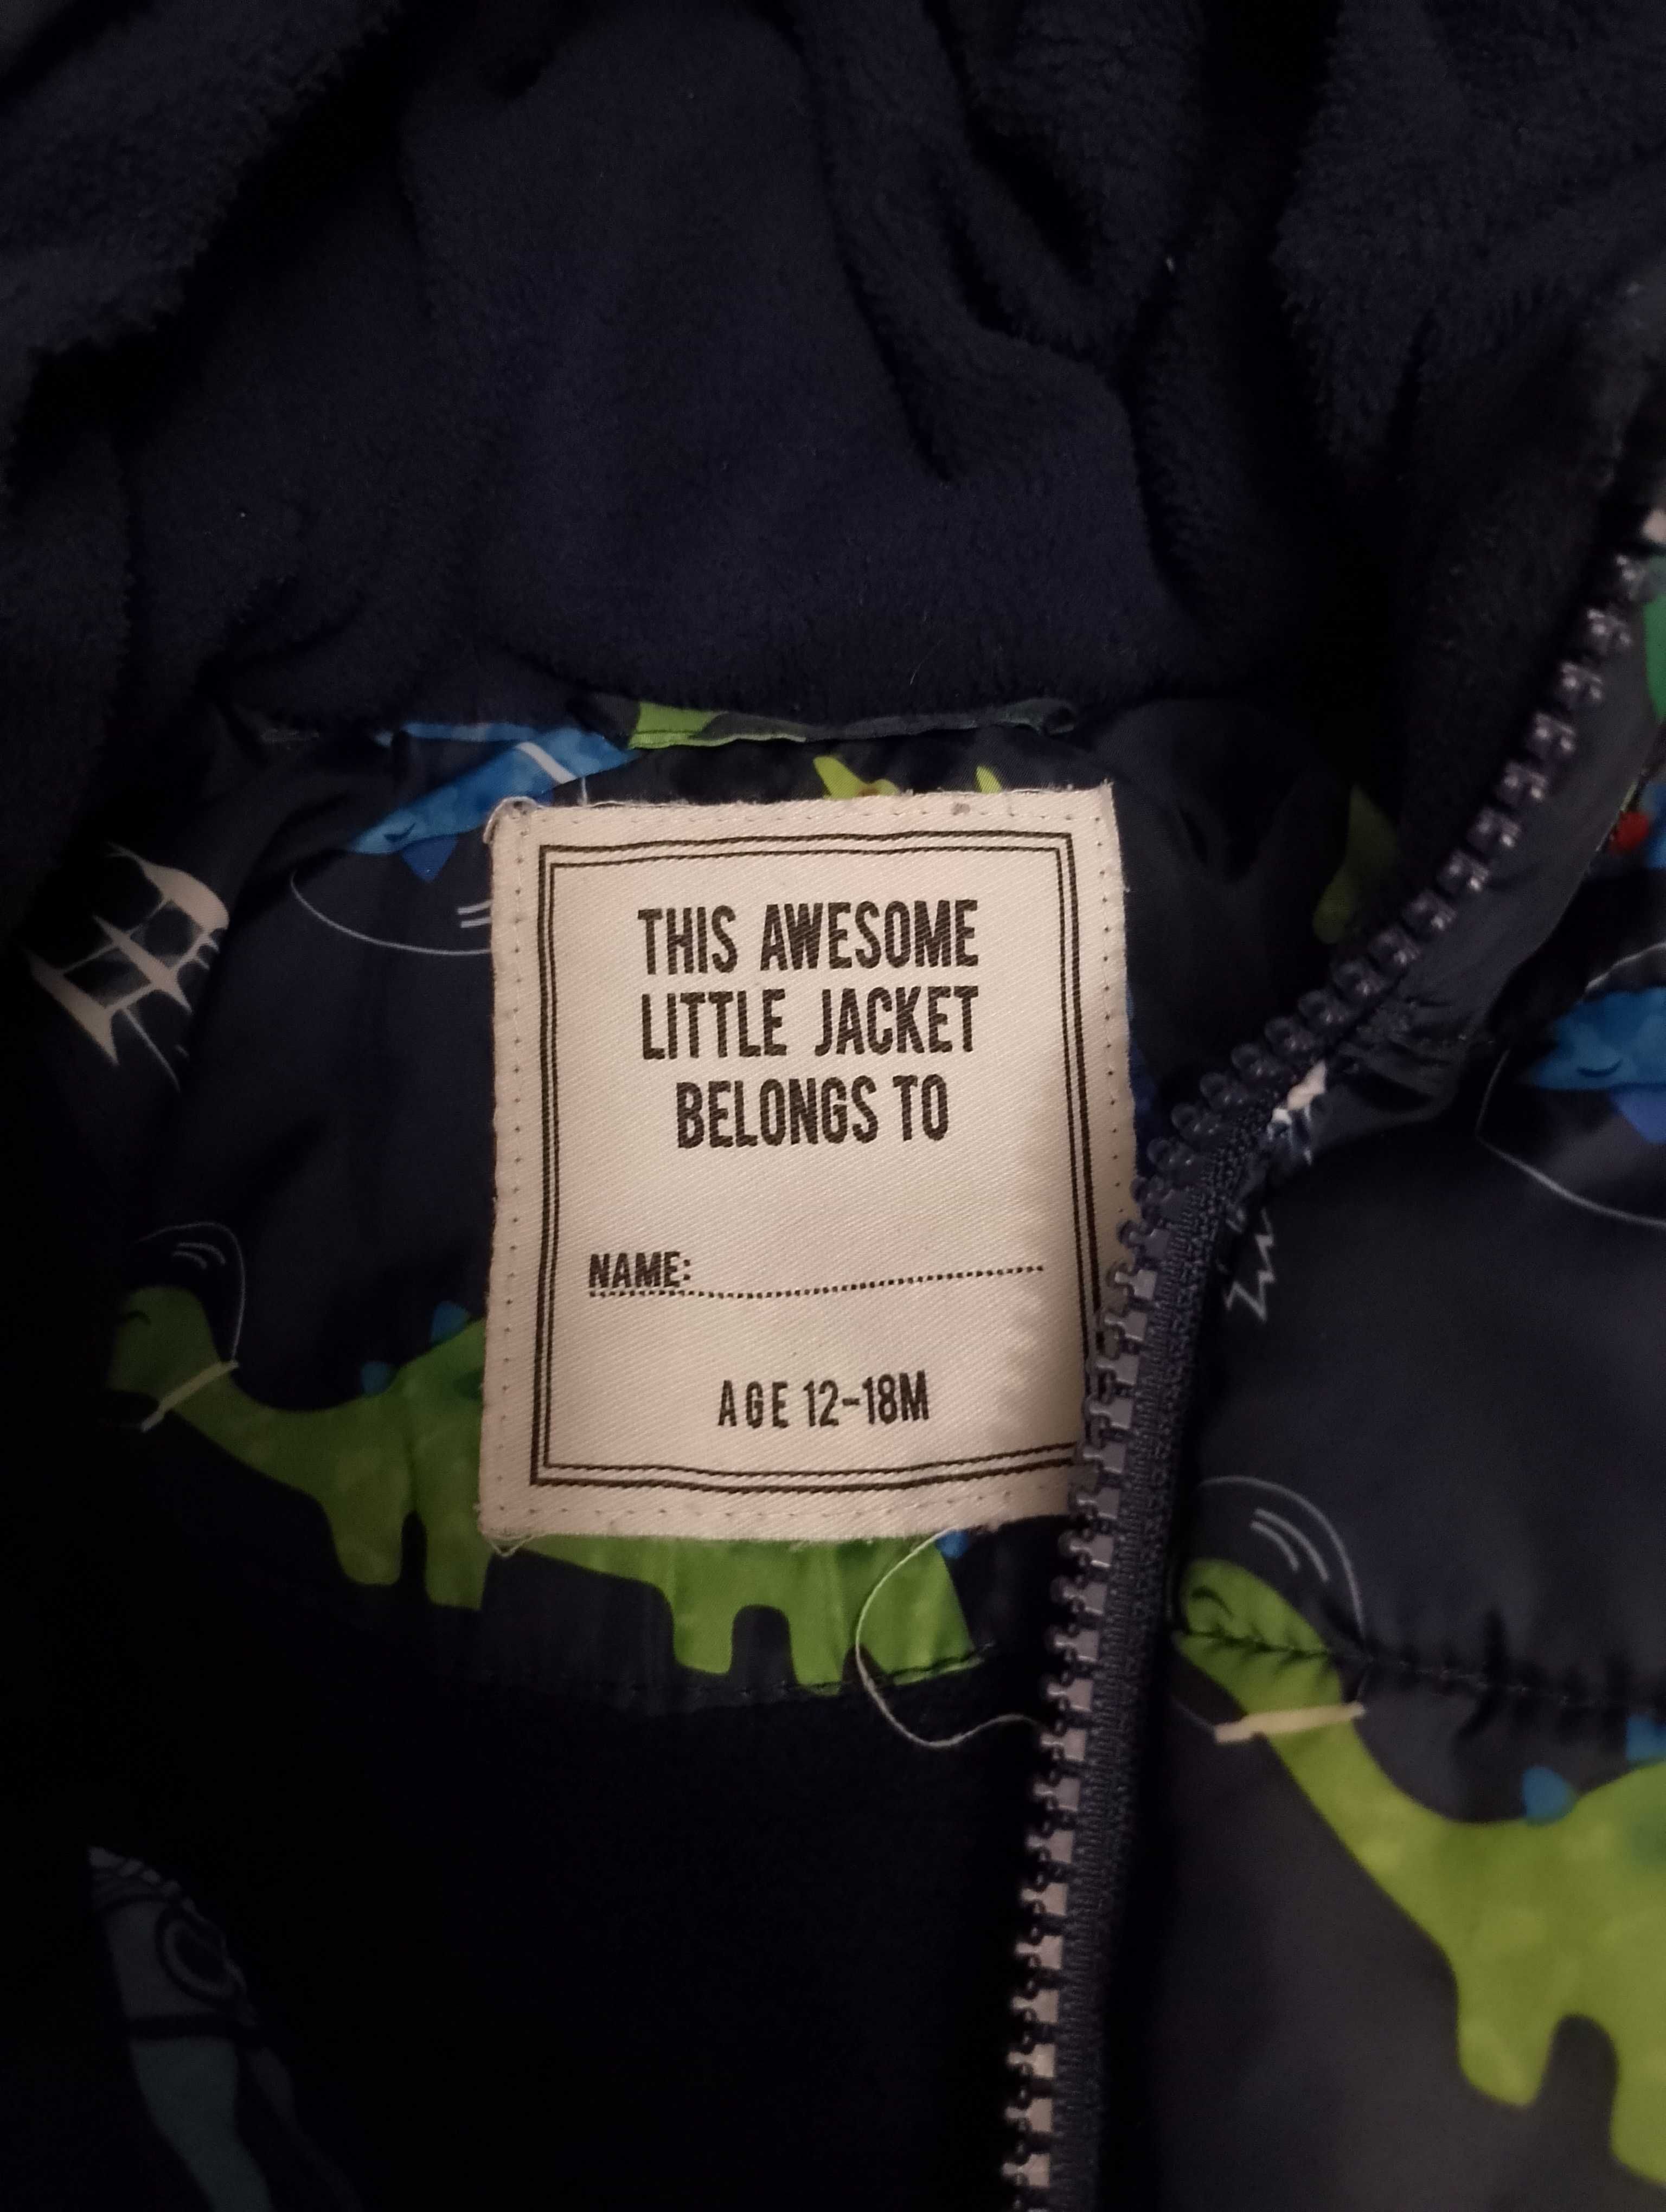 THIS AWESOME
LITTLE JACKET
BELONGS TO
NAME:
AGE 12-18M